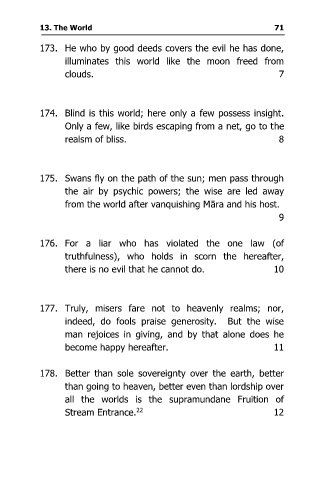 13. The World 71
173. He who by good deeds covers the evil he has done,
illuminates this world like the moon freed from
clouds. 7
174. Blind is this world; here only a few possess insight.
Only a few, like birds escaping from a net, go to the
realsm of bliss. 8
175. Swans fly on the path of the sun; men pass through
the air by psychic powers; the wise are led away
from the world after vanquishing Māra and his host.
9
176. For a liar who has violated the one law (of
truthfulness), who holds in scorn the hereafter,
there is no evil that he cannot do. 10
177. Truly, misers fare not to heavenly realms; nor,
indeed, do fools praise generosity. But the wise
man rejoices in giving, and by that alone does he
become happy hereafter. 11
178. Better than sole sovereignty over the earth, better
than going to heaven, better even than lordship over
all the worlds is the supramundane Fruition of
Stream Entrance.22 12